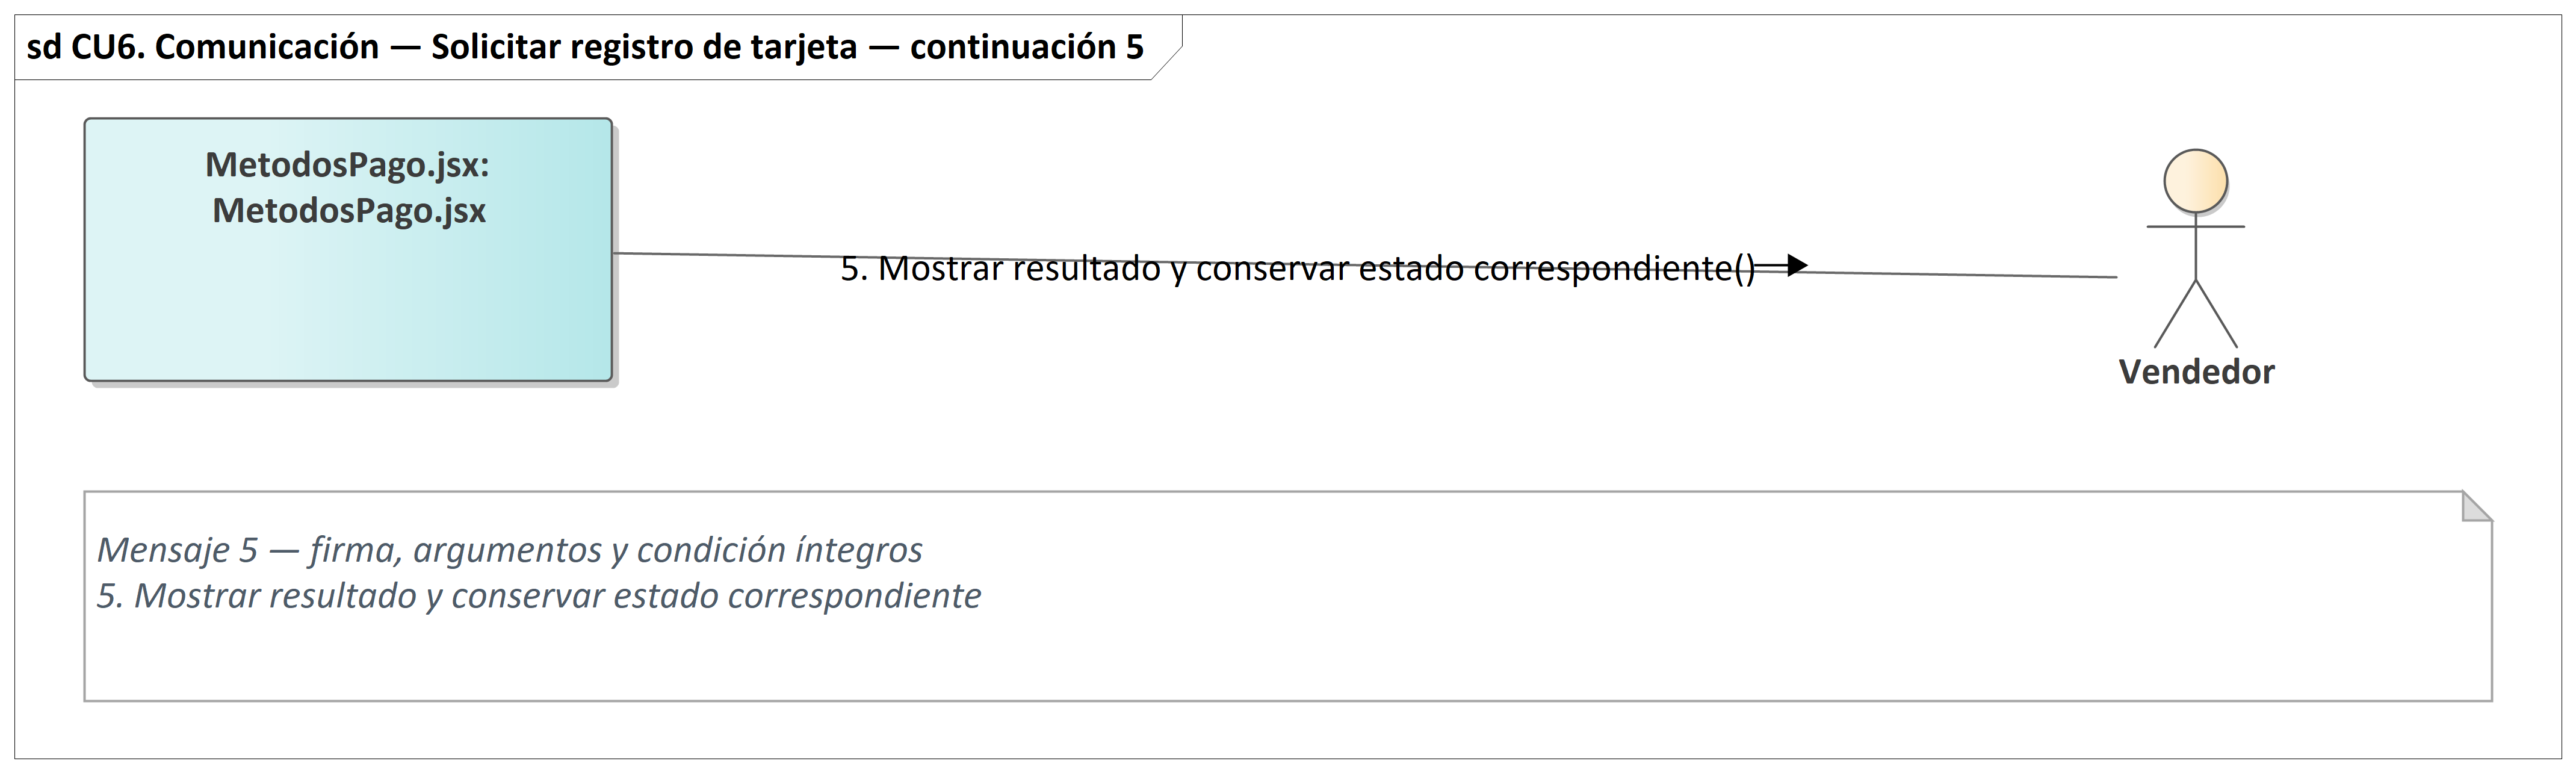 sd CU6. Comunicación — Solicitar registro de tarjeta — continuación 5
MetodosPago.jsx:
MetodosPago.jsx
5. Mostrar resultado y conservar estado correspondiente()
Vendedor
Mensaje 5 — firma, argumentos y condición íntegros
5. Mostrar resultado y conservar estado correspondiente